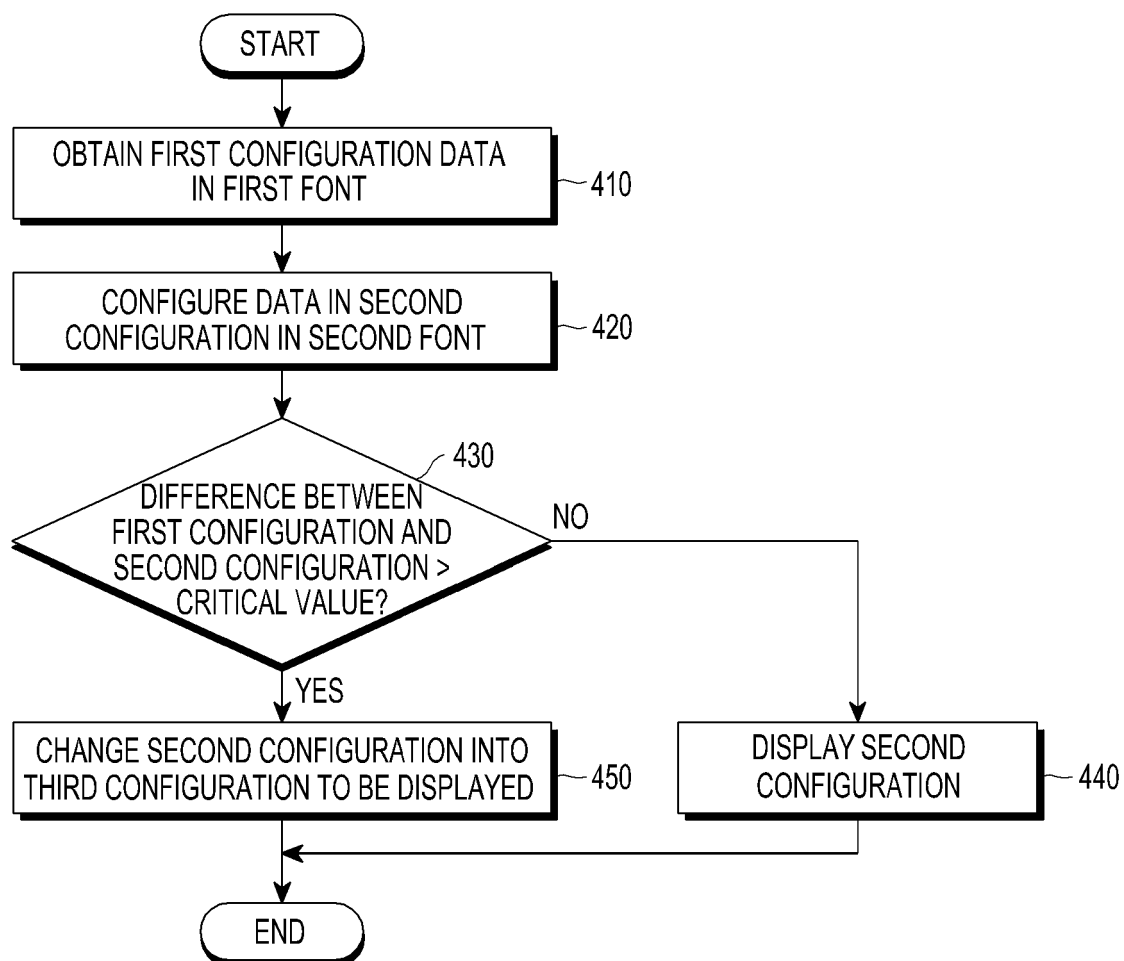 START
OBTAIN FIRST CONFIGURATION DATA
IN FIRST FONT
410
CONFIGURE DATA IN SECOND
CONFIGURATION IN SECOND FONT
420
430
DIFFERENCE BETWEEN
FIRST CONFIGURATION AND
SECOND CONFIGURATION >
CRITICAL VALUE?
NO
YES
CHANGE SECOND CONFIGURATION INTO
THIRD CONFIGURATION TO BE DISPLAYED
450
DISPLAY SECOND
CONFIGURATION
440
END